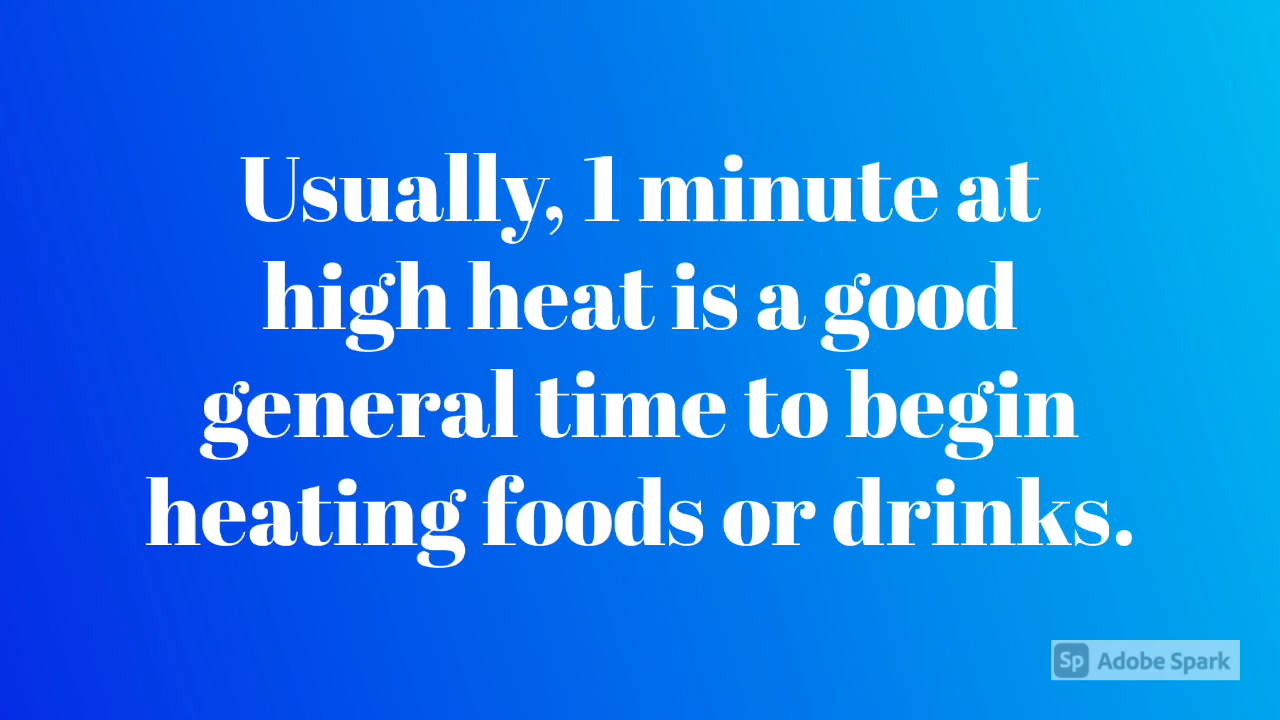 Usually, 1 minute at
high heat is a good
general time to begin
heating foods or drinks.
Sp Adobe Spark